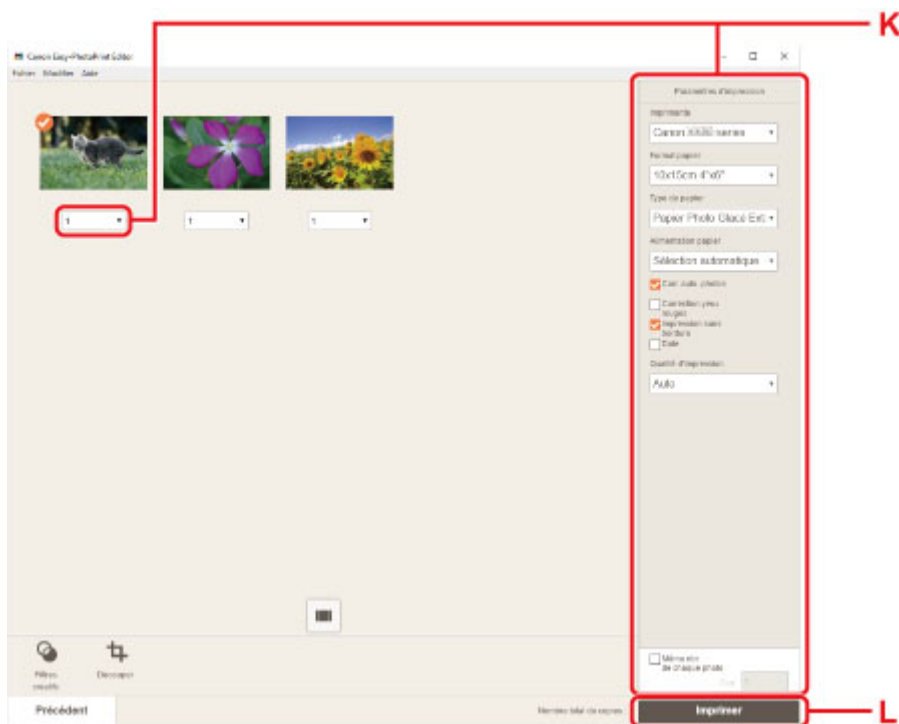 K
Canon Easy-PhotoPrint Editor
Fichier Modifier Aide
Paramètres d'impression
Imprimante
Canon series
Format papier
10x15cm 4"x6"
Type de papier
Papier Photo Glacé Ext
Alimentation papier
Sélection automatique
Corr. auto. photos
Correction yeux
rouges
Impression sans
bordure
Date
Qualité d'impression
Auto
1
1
1
Filtres
créatifs
Découper
Même nbr
de chaque photo
Précédent
Nombre total de copies
Imprimer
L